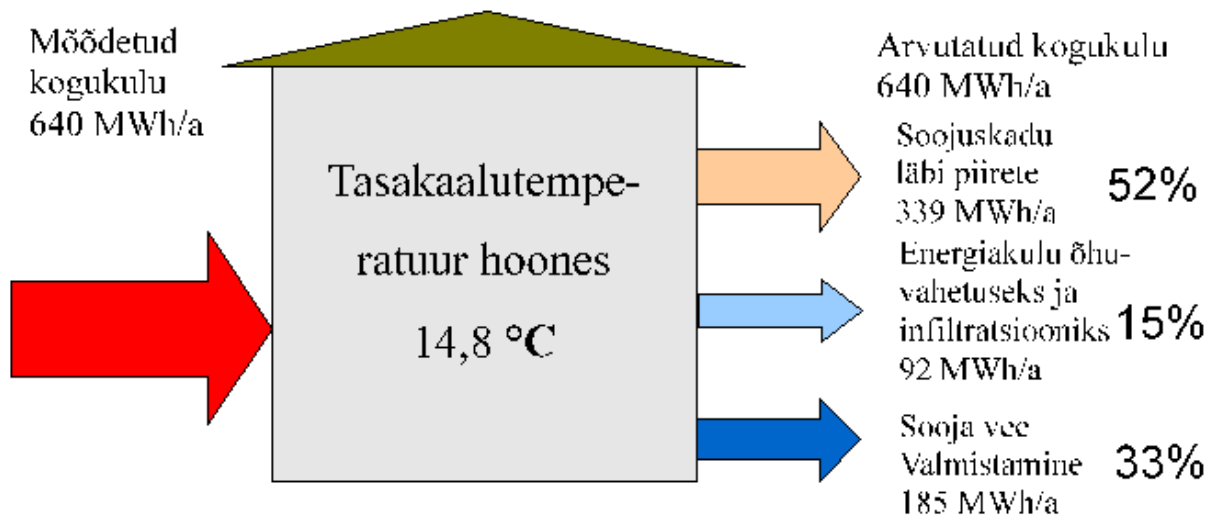 Mõõdetud
kogukulu
640 MWh/a
Tasakaalutempe-
ratuur hoones
14,8 °C
Arvutatud kogukulu
640 MWh/a
Soojuskadu
läbi piirete
339 MWh/a
52%
Energiakulu õhu-
vahetuseks ja
infiltratsiooniks
92 MWh/a
15%
Sooja vee
Valmistamine
185 MWh/a
33%